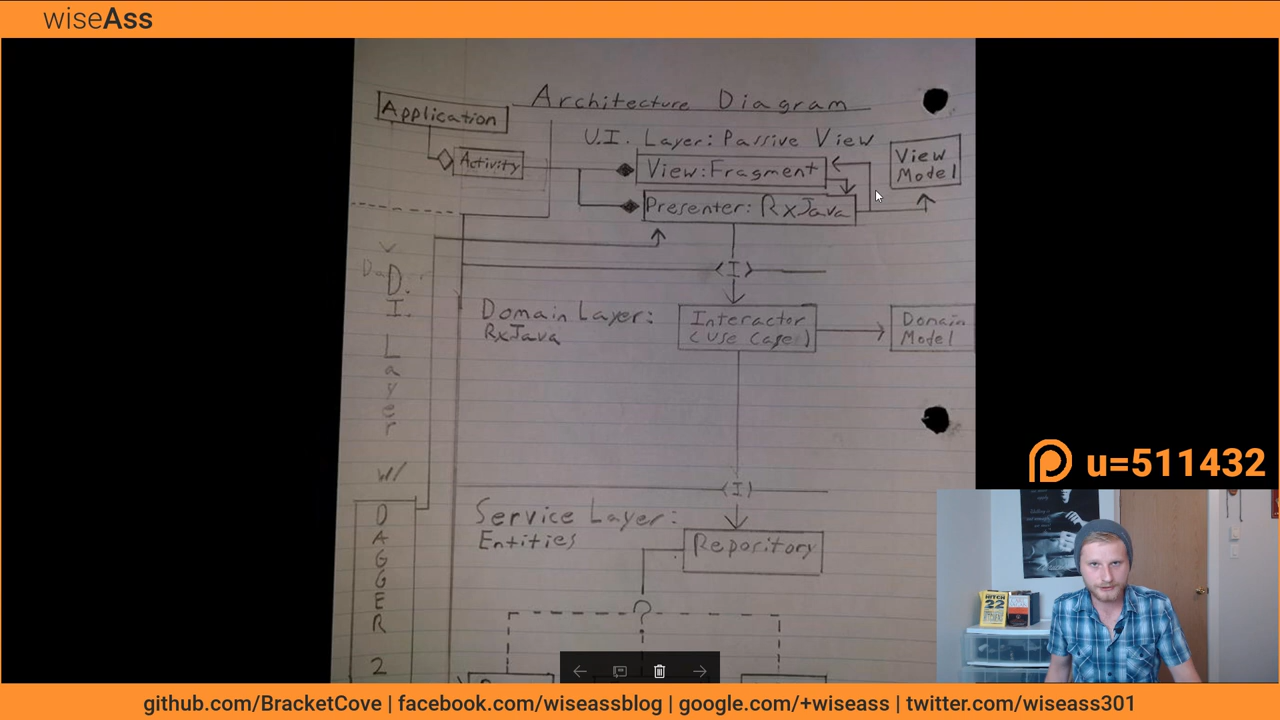 wiseAss
Architecture Diagram
Application
U.I. Layer: Passive View
Activity
View:Fragment
View
Model
Presenter: RxJava
D.
I.
Layer
w/
DAGGER 2
I
Domain Layer:
RxJava
Interactor
(Use Case)
Domain
Model
I
Service Layer:
Entities
Repository
?
u=511432
HITCH
22
github.com/BracketCove | facebook.com/wiseassblog | google.com/+wiseass | twitter.com/wiseass301